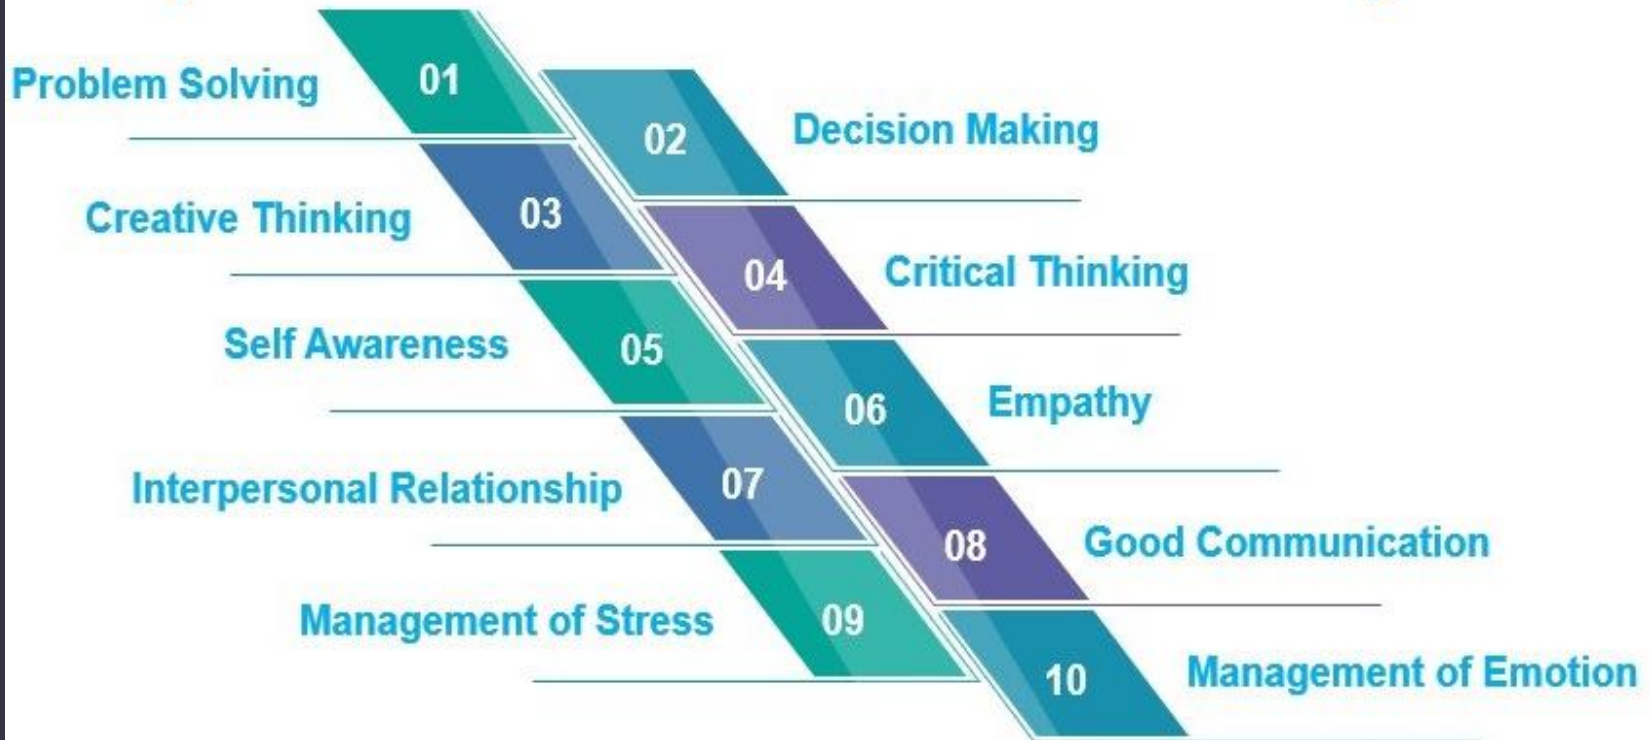 Problem Solving
01
02
Decision Making
Creative Thinking
03
04
Critical Thinking
Self Awareness
05
06
Empathy
Interpersonal Relationship
07
08
Good Communication
Management of Stress
09
10
Management of Emotion